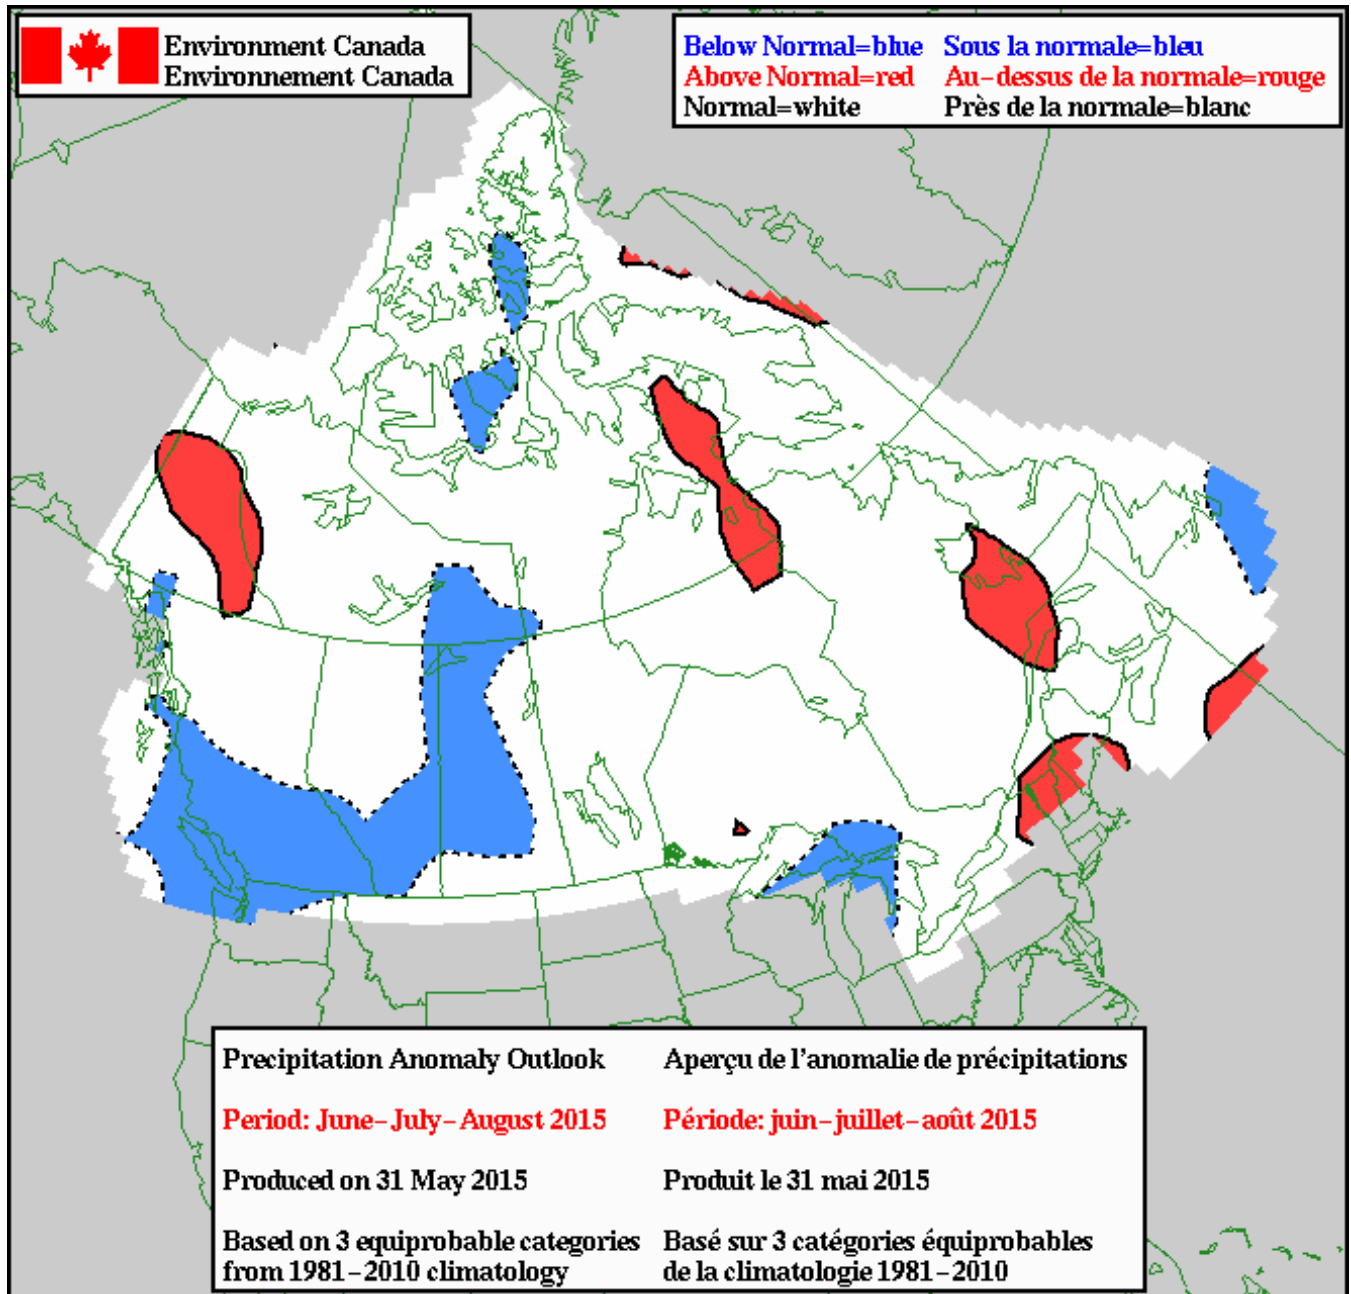 Environment Canada
Environnement Canada
Below Normal=blue Sous la normale=bleu
Above Normal=red Au-dessus de la normale=rouge
Normal=white Près de la normale=blanc
Precipitation Anomaly Outlook Aperçu de l'anomalie de précipitations
Period: June-July-August 2015 Période: juin-juillet-août 2015
Produced on 31 May 2015 Produit le 31 mai 2015
Based on 3 equiprobable categories Basé sur 3 catégories équiprobables
from 1981-2010 climatology de la climatologie 1981-2010